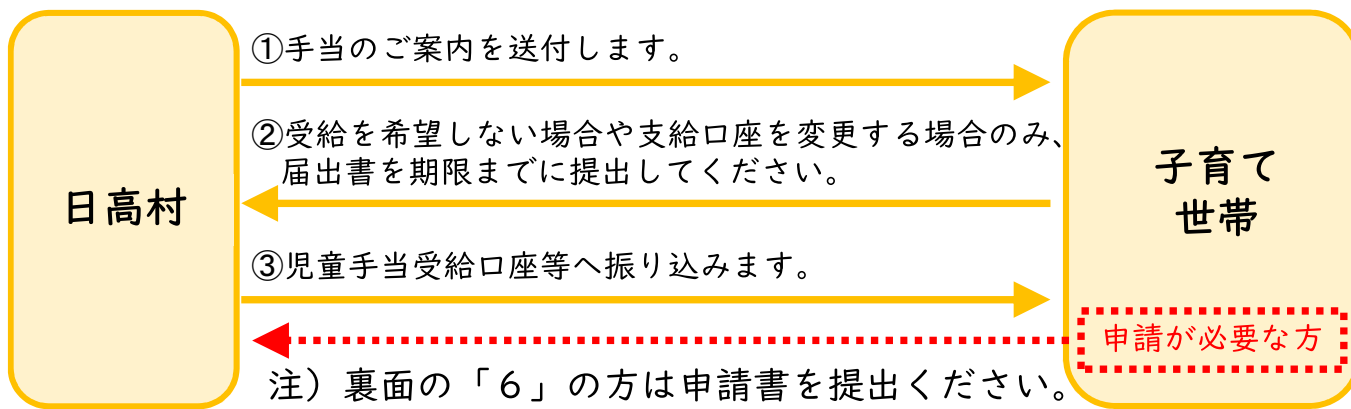 ①手当のご案内を送付します。
②受給を希望しない場合や支給口座を変更する場合のみ、
届出書を期限までに提出してください。
日高村
子育て
世帯
③児童手当受給口座等へ振り込みます。
申請が必要な方
注）裏面の「６」の方は申請書を提出ください。